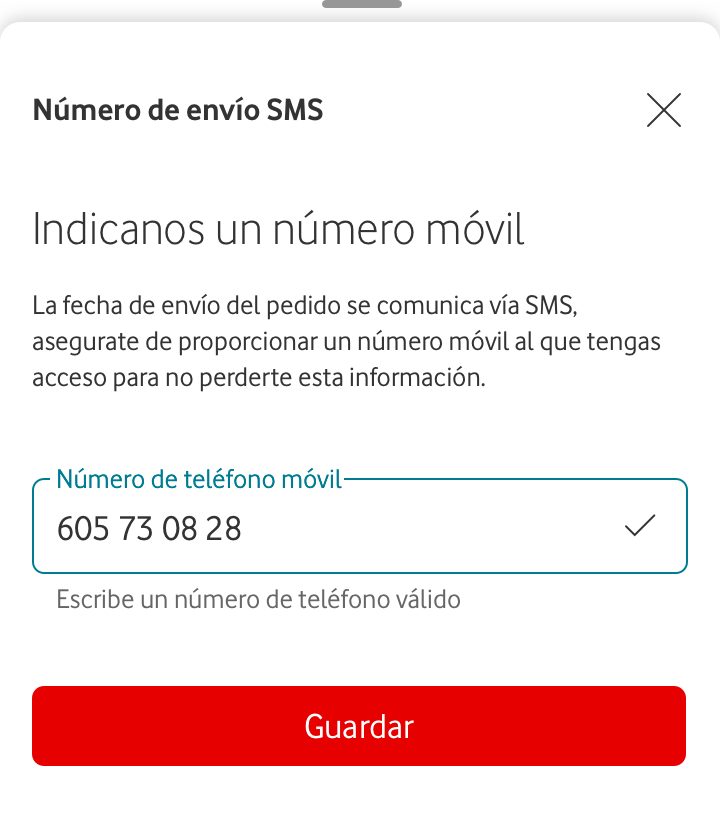 Número de envío SMS
Indicanos un número móvil
La fecha de envío del pedido se comunica vía SMS,
asegurate de proporcionar un número móvil al que tengas
acceso para no perderte esta información.
Número de teléfono móvil
605 73 08 28
Escribe un número de teléfono válido
Guardar